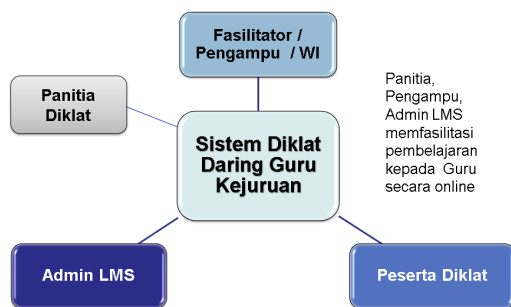 Fasilitator /
Pengampu / WI
Panitia
Diklat
Sistem Diklat
Daring Guru
Kejuruan
Panitia,
Pengampu,
Admin LMS
memfasilitasi
pembelajaran
kepada Guru
secara online
Admin LMS
Peserta Diklat